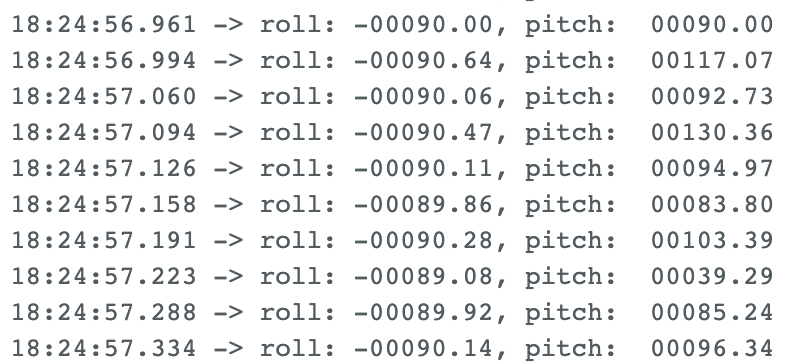 18:24:56.961 -> roll: -00090.00, pitch:  00090.00
18:24:56.994 -> roll: -00090.64, pitch:  00117.07
18:24:57.060 -> roll: -00090.06, pitch:  00092.73
18:24:57.094 -> roll: -00090.47, pitch:  00130.36
18:24:57.126 -> roll: -00090.11, pitch:  00094.97
18:24:57.158 -> roll: -00089.86, pitch:  00083.80
18:24:57.191 -> roll: -00090.28, pitch:  00103.39
18:24:57.223 -> roll: -00089.08, pitch:  00039.29
18:24:57.288 -> roll: -00089.92, pitch:  00085.24
18:24:57.334 -> roll: -00090.14, pitch:  00096.34